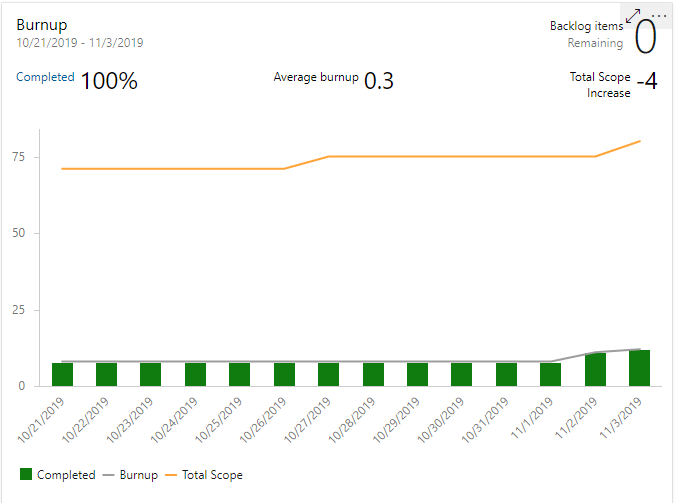 Burnup
10/21/2019 - 11/3/2019
Backlog items
Remaining
0
Completed 100%
Average burnup 0.3
Total Scope
Increase
-4
75
50
25
0
10/21/2019
10/22/2019
10/23/2019
10/24/2019
10/25/2019
10/26/2019
10/27/2019
10/28/2019
10/29/2019
10/30/2019
10/31/2019
11/1/2019
11/2/2019
11/3/2019
Completed Burnup Total Scope